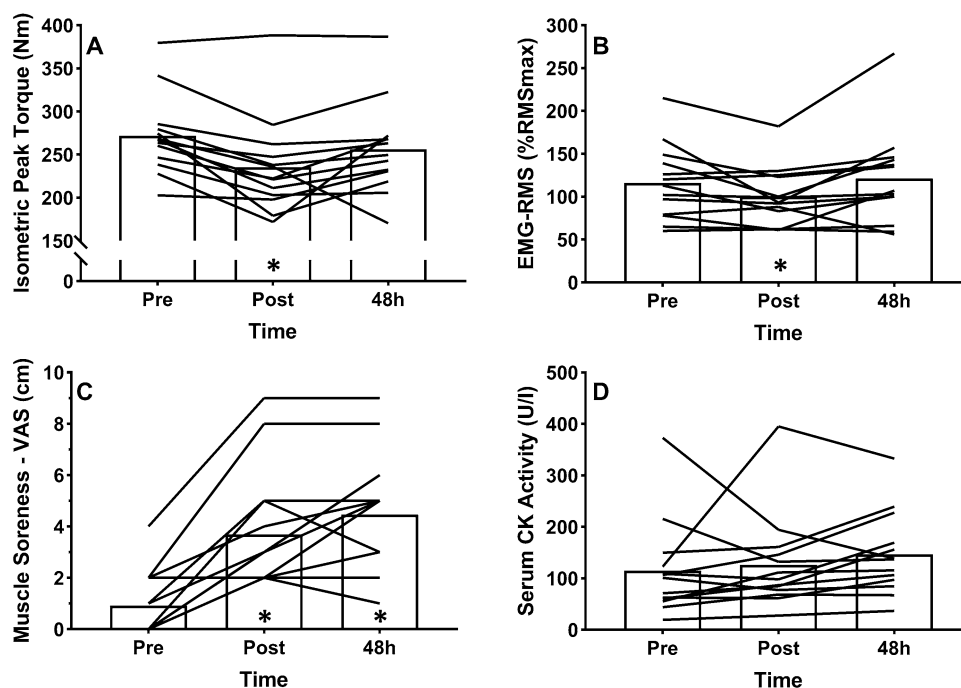 A
Isometric Peak Torque (Nm)
400
350
300
250
200
150
0
*
Pre
Post
48h
Time
B
EMG-RMS (%RMSmax)
300
250
200
150
100
50
0
*
Pre
Post
48h
Time
C
Muscle Soreness - VAS (cm)
10
8
6
4
2
0
*
*
Pre
Post
48h
Time
D
Serum CK Activity (U/l)
500
400
300
200
100
0
Pre
Post
48h
Time